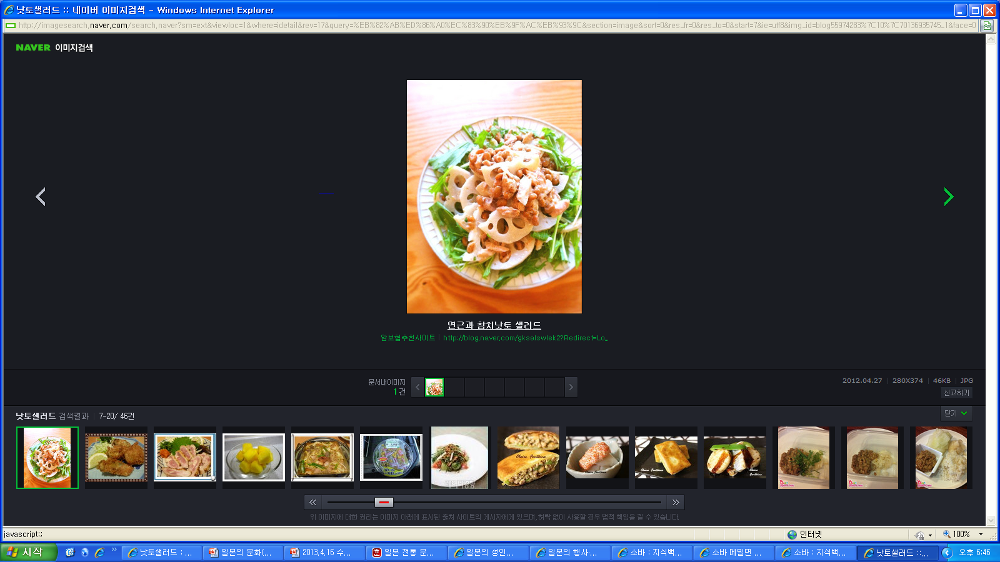 낫토샐러드 :: 네이버 이미지검색 - Windows Internet Explorer
http://imagesearch.naver.com/search.naver?sm=ext&viewloc=1&where=idetail&rev=17&query=%EB%82%AB%ED%86%A0%EC%83%90%EB%9F%AC%EB%93%9C&section=image&sort=0&res_fr=0&res_to=0&start=7&ie=utf8&img_id=blog55974283%7C10%7C70136935745_1&face=0
NAVER 이미지검색
연근과 참치낫토 샐러드
암보험추천사이트 | http://blog.naver.com/gksalswlek2?Redirect=Lo...
문서내이미지
1건
2012.04.27 | 280X374 | 46KB | JPG
신고하기
낫토샐러드 검색결과 | 7-20/ 46건
닫기
Claire Fontaine
Claire Fontaine
Claire Fontaine
위 이미지에 대한 권리는 이미지 아래에 표시된 출처 사이트의 게시자에게 있으며, 허락 없이 사용할 경우 법적 책임을 질 수 있습니다.
javascript:;
인터넷
100%
시작
낫토샐러드 : ...
일본의 문화(...
2013.4.16 수...
일본 전통 문...
일본의 성인...
일본의 행사-...
소바 : 지식백...
소바 메밀면 ...
소바 : 지식백...
낫토샐러드 ::...
오후 6:46